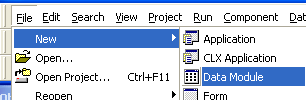 File Edit Search View Project Run Component
New Application
Open... CLX Application
Open Project... Ctrl+F11 Data Module
Reopen Form